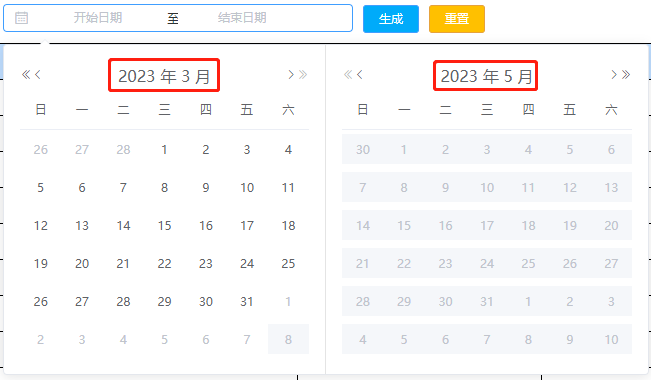 开始日期 至 结束日期 生成 重置
2023 年 3 月
日 一 二 三 四 五 六
26 27 28 1 2 3 4
5 6 7 8 9 10 11
12 13 14 15 16 17 18
19 20 21 22 23 24 25
26 27 28 29 30 31 1
2 3 4 5 6 7 8
2023 年 5 月
日 一 二 三 四 五 六
30 1 2 3 4 5 6
7 8 9 10 11 12 13
14 15 16 17 18 19 20
21 22 23 24 25 26 27
28 29 30 31 1 2 3
4 5 6 7 8 9 10